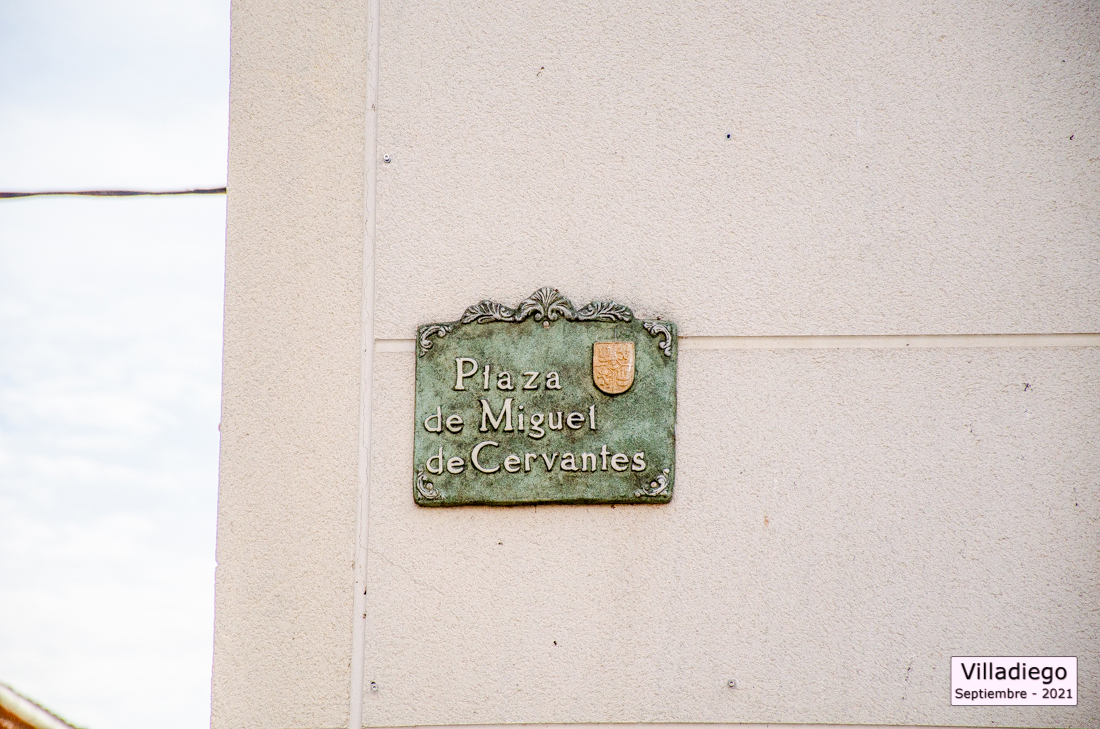 Plaza
de Miguel
de Cervantes
Villadiego
Septiembre - 2021